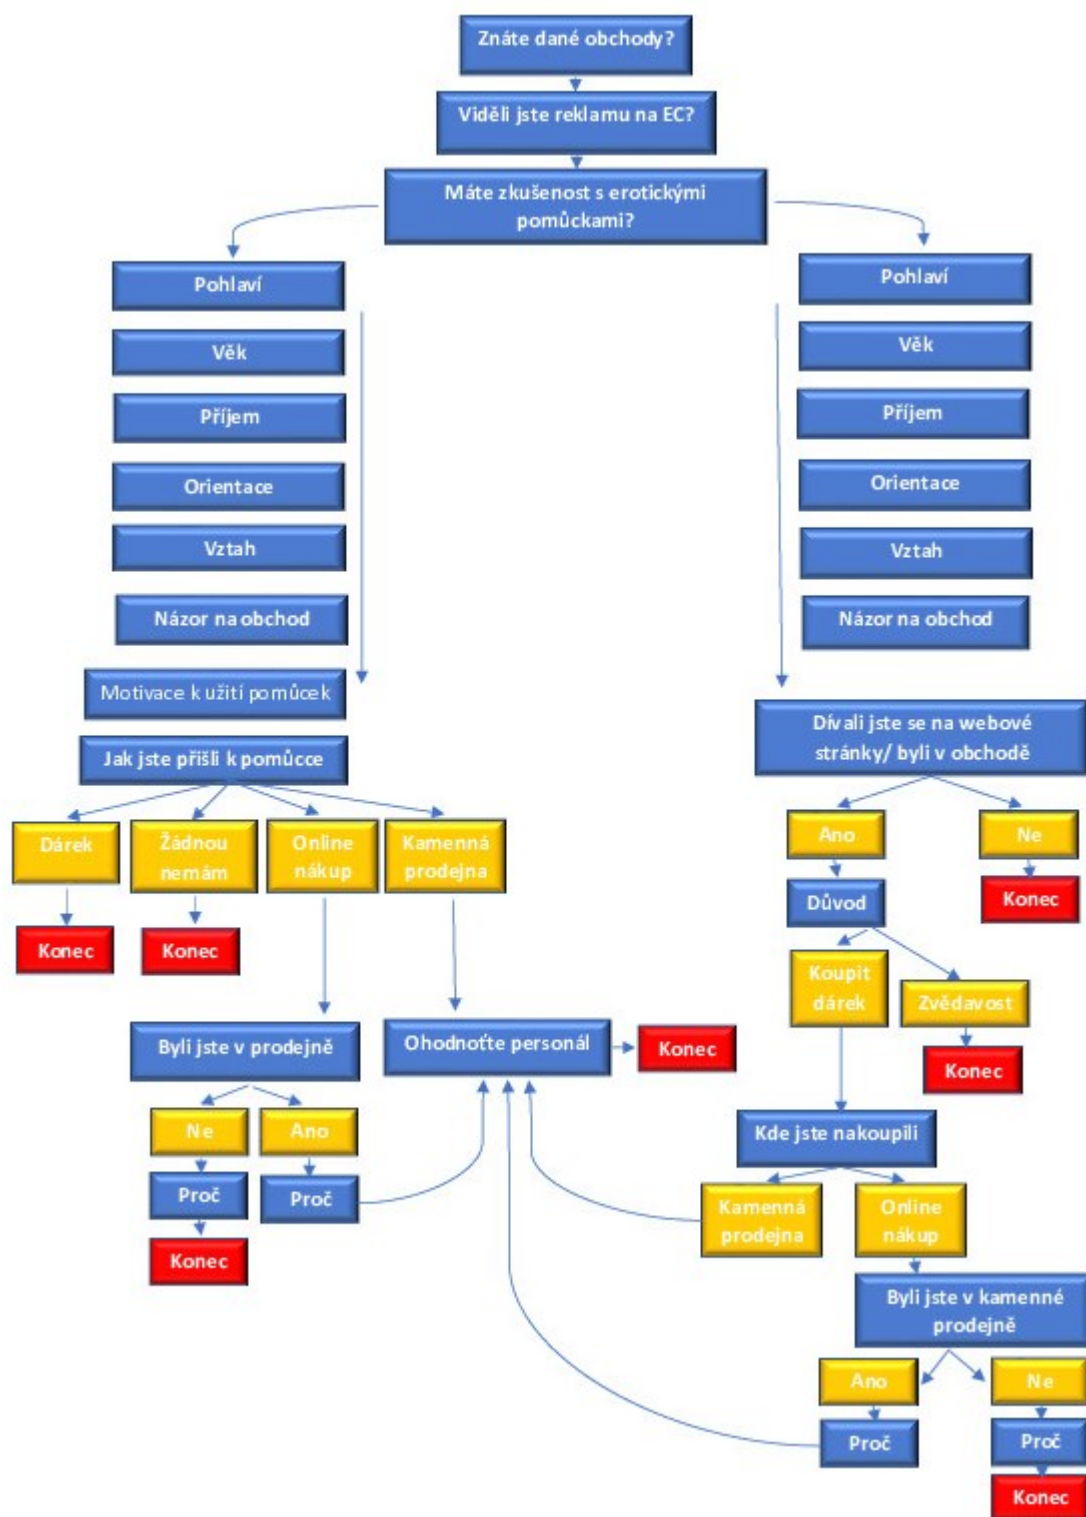 Znáte dané obchody?
Viděli jste reklamu na EC?
Máte zkušenost s erotickými
pomůckami?
Pohlaví
Věk
Příjem
Orientace
Vztah
Názor na obchod
Motivace k užití pomůcek
Jak jste přišli k pomůcce
Dárek
Žádnou
nemám
Online
nákup
Kamenná
prodejna
Konec
Konec
Byli jste v prodejně
Ne
Ano
Proč
Proč
Konec
Ohodnoťte personál
Konec
Pohlaví
Věk
Příjem
Orientace
Vztah
Názor na obchod
Dívali jste se na webové
stránky/ byli v obchodě
Ano
Ne
Důvod
Konec
Koupit
dárek
Zvědavost
Konec
Kde jste nakoupili
Kamenná
prodejna
Online
nákup
Byli jste v kamenné
prodejně
Ano
Ne
Proč
Proč
Konec